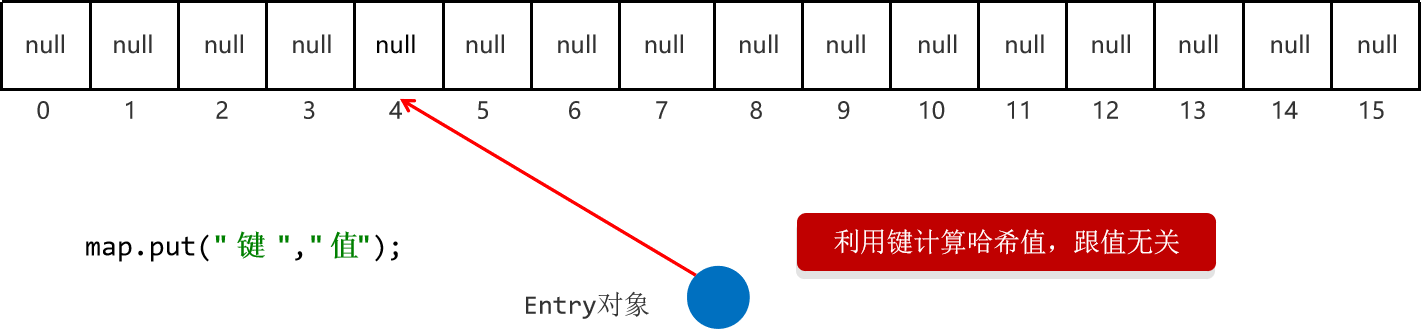 null null null null null null null null null null null null null null null null
0 1 2 3 4 5 6 7 8 9 10 11 12 13 14 15
map.put(" 键 "," 值");
利用键计算哈希值，跟值无关
Entry对象